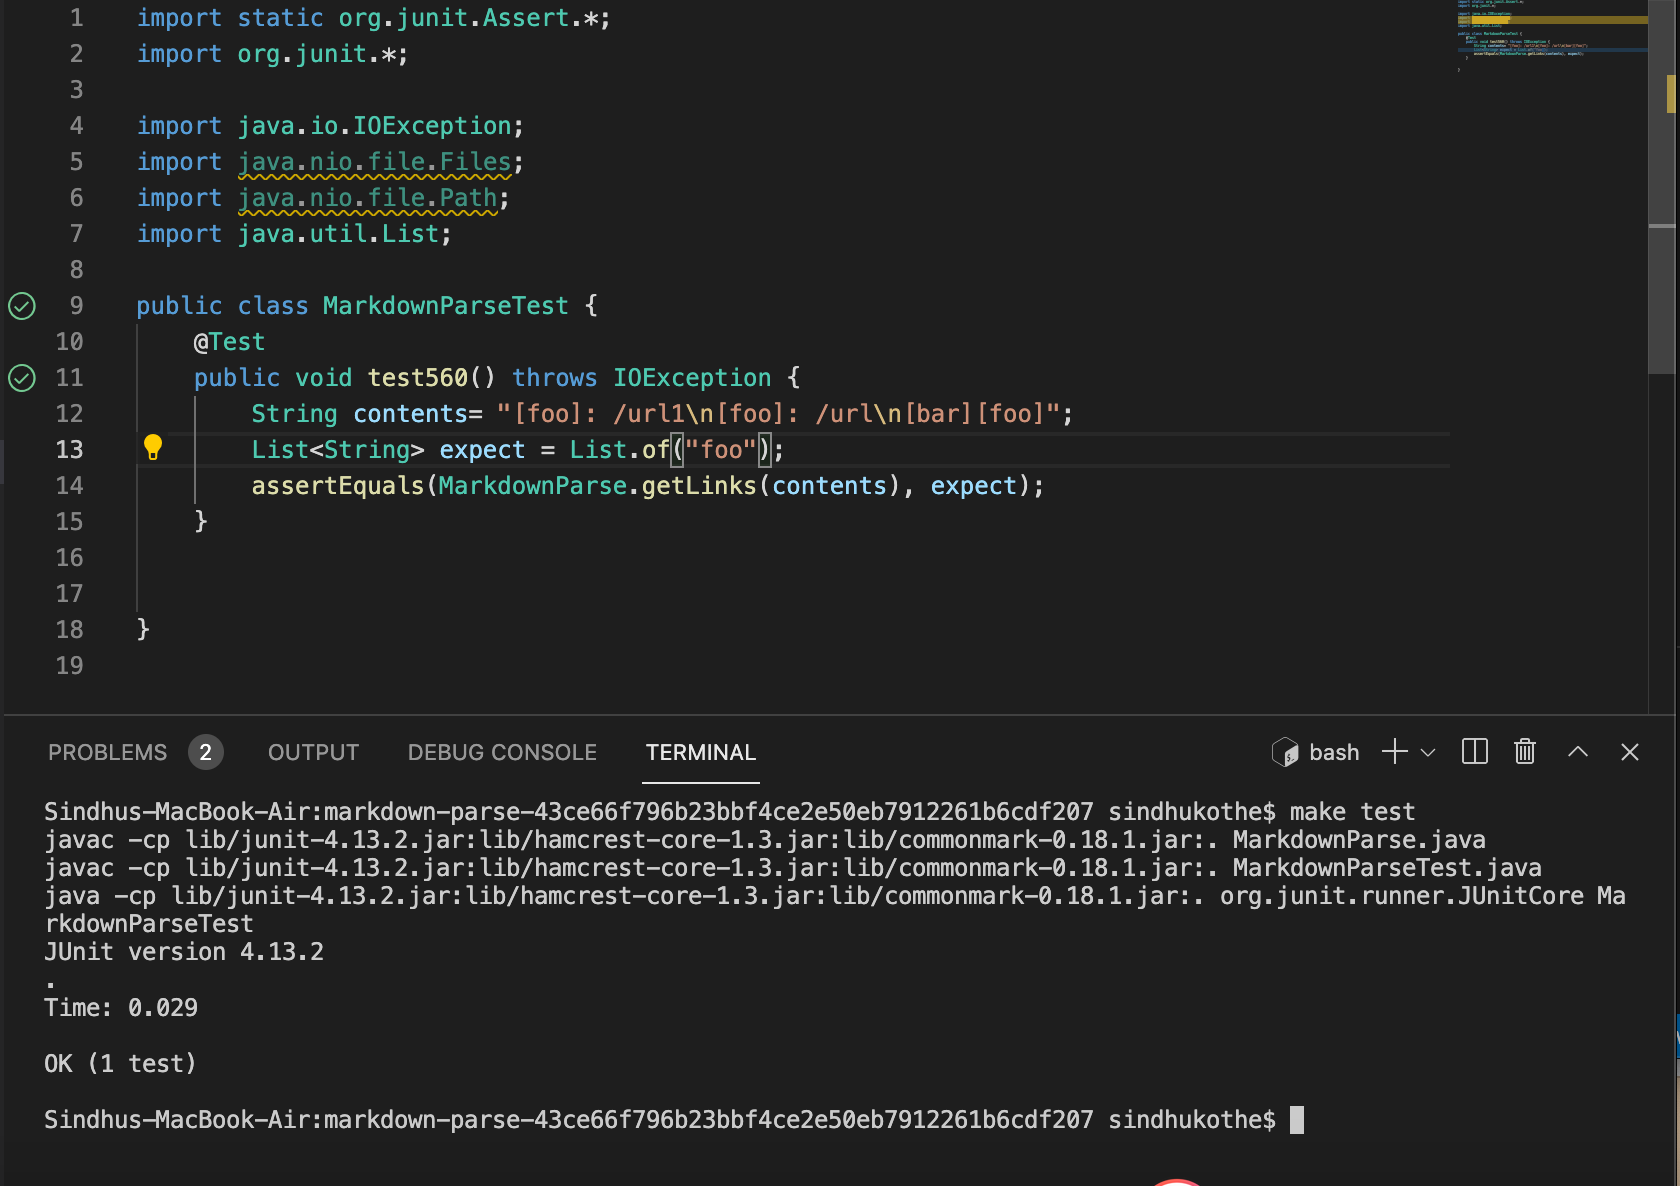 1 import static org.junit.Assert.*;
2 import org.junit.*;
3
4 import java.io.IOException;
5 import java.nio.file.Files;
6 import java.nio.file.Path;
7 import java.util.List;
8
9 public class MarkdownParseTest {
10     @Test
11     public void test560() throws IOException {
12         String contents= "[foo]: /url1\n[foo]: /url\n[bar][foo]";
13         List<String> expect = List.of("foo");
14         assertEquals(MarkdownParse.getLinks(contents), expect);
15     }
16
17
18 }
19
PROBLEMS 2 OUTPUT DEBUG CONSOLE TERMINAL bash
Sindhus-MacBook-Air:markdown-parse-43ce66f796b23bbf4ce2e50eb7912261b6cdf207 sindhukothe$ make test
javac -cp lib/junit-4.13.2.jar:lib/hamcrest-core-1.3.jar:lib/commonmark-0.18.1.jar:. MarkdownParse.java
javac -cp lib/junit-4.13.2.jar:lib/hamcrest-core-1.3.jar:lib/commonmark-0.18.1.jar:. MarkdownParseTest.java
java -cp lib/junit-4.13.2.jar:lib/hamcrest-core-1.3.jar:lib/commonmark-0.18.1.jar:. org.junit.runner.JUnitCore Ma
rkdownParseTest
JUnit version 4.13.2
.
Time: 0.029

OK (1 test)

Sindhus-MacBook-Air:markdown-parse-43ce66f796b23bbf4ce2e50eb7912261b6cdf207 sindhukothe$